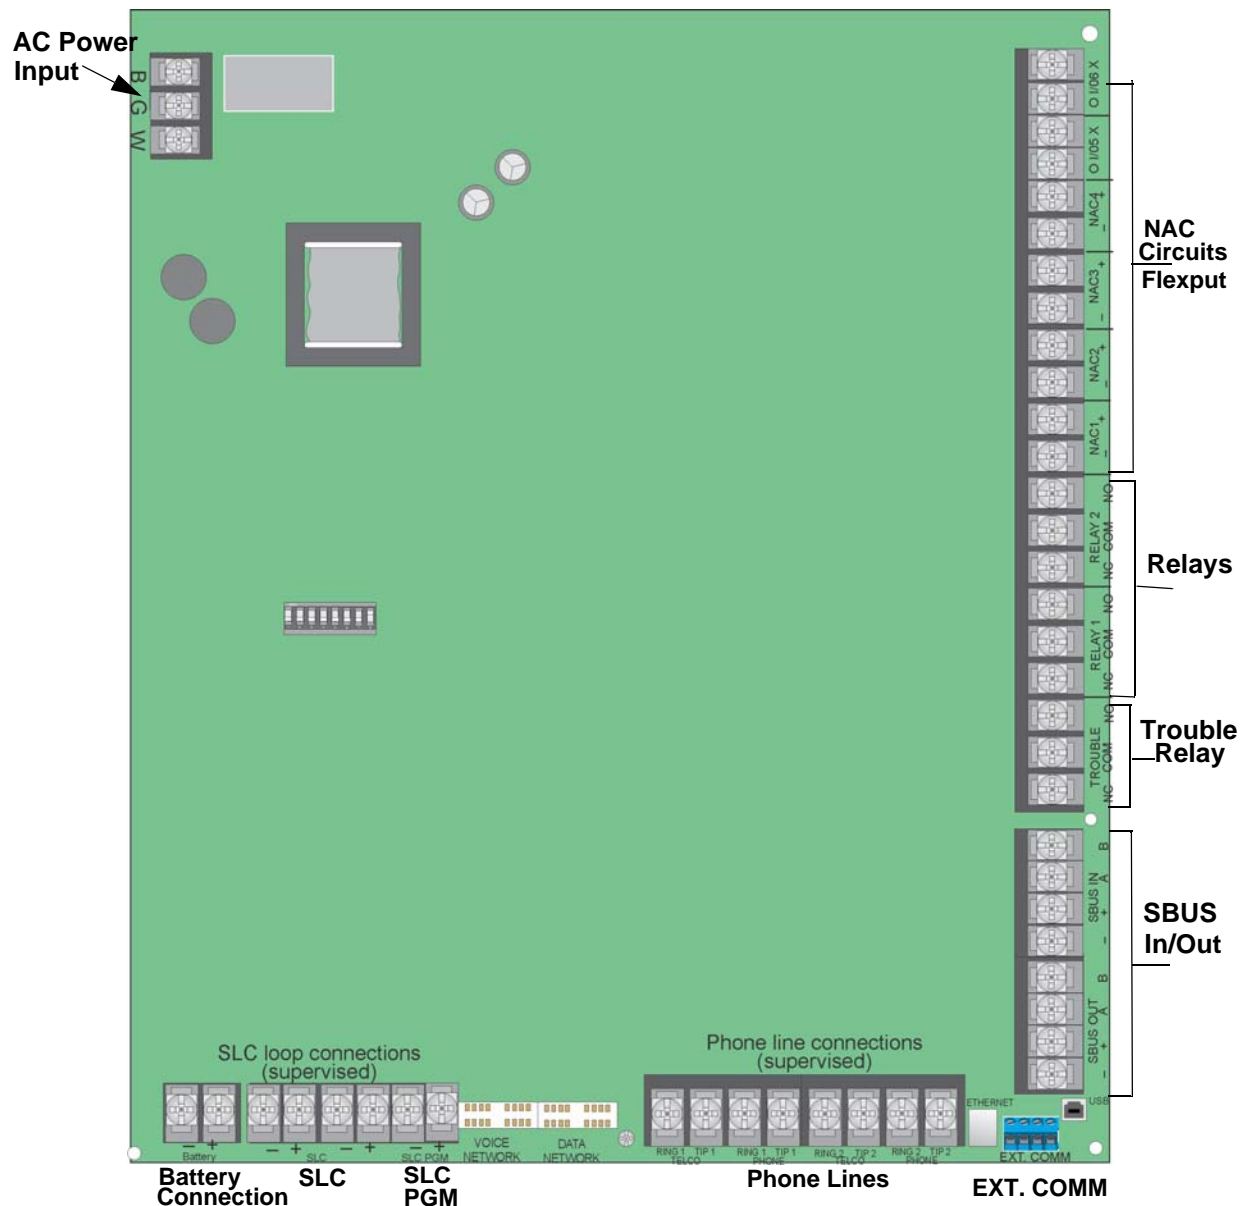 AC Power
Input
B
G
W
O I/06 X
O I/05 X
+
NAC4
–
+
NAC3
–
+
NAC2
–
+
NAC1
–
NAC
Circuits
Flexput
NO
RELAY 2
COM
NC
NO
RELAY 1
COM
NC
Relays
NO
TROUBLE
COM
NC
Trouble
Relay
B
A
SBUS IN
+
–
B
A
SBUS OUT
+
–
SBUS
In/Out
USB
SLC loop connections
(supervised)
Phone line connections
(supervised)
ETHERNET
– +
Battery
– + – +
SLC
– +
SLC PGM
VOICE
NETWORK
DATA
NETWORK
RING 1 TIP 1
TELCO
RING 1 TIP 1
PHONE
RING 2 TIP 2
TELCO
RING 2 TIP 2
PHONE
EXT. COMM
Battery
Connection
SLC
SLC
PGM
Phone Lines
EXT. COMM